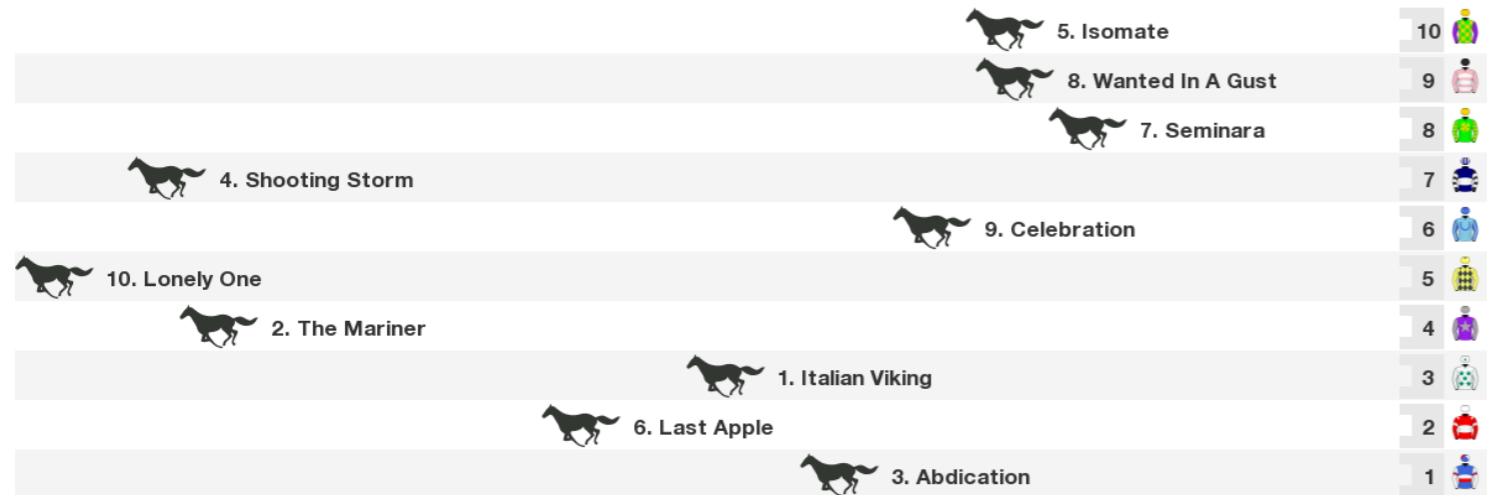 5. Isomate 10
8. Wanted In A Gust 9
7. Seminara 8
4. Shooting Storm 7
9. Celebration 6
10. Lonely One 5
2. The Mariner 4
1. Italian Viking 3
6. Last Apple 2
3. Abdication 1